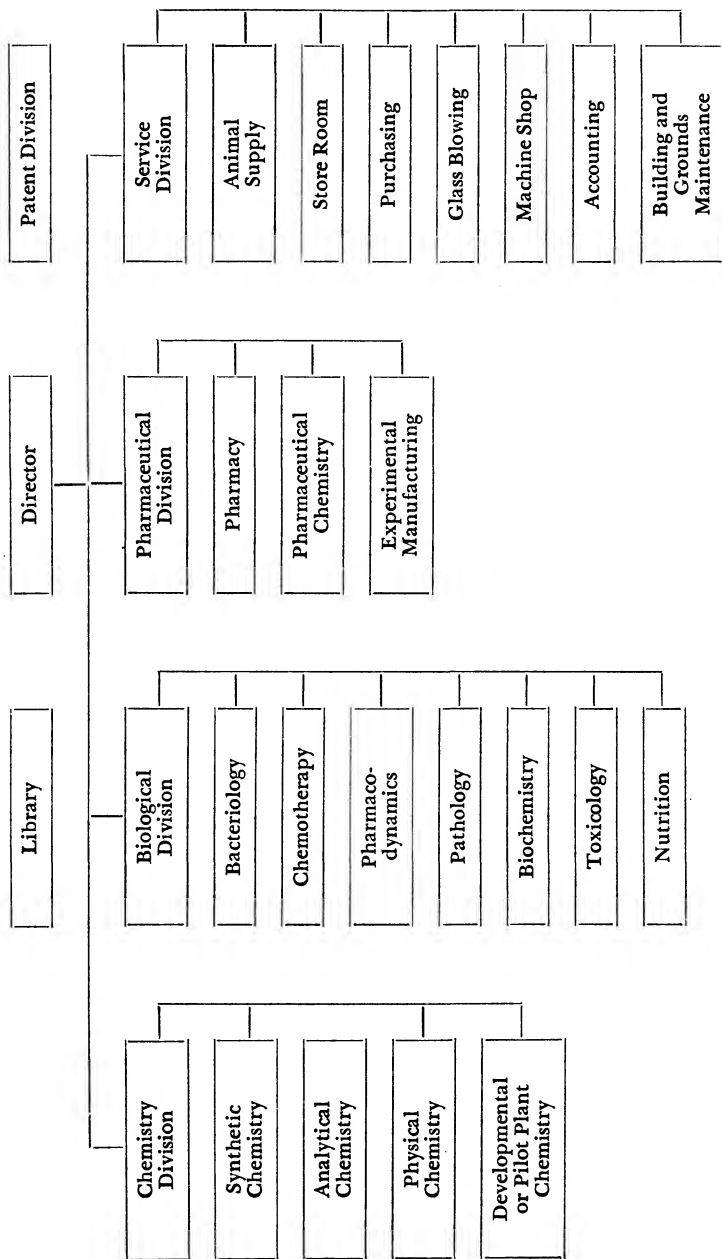 Library
Director
Patent Division
Chemistry
Division
Synthetic
Chemistry
Analytical
Chemistry
Physical
Chemistry
Developmental
or Pilot Plant
Chemistry
Biological
Division
Bacteriology
Chemotherapy
Pharmaco-
dynamics
Pathology
Biochemistry
Toxicology
Nutrition
Pharmaceutical
Division
Pharmacy
Pharmaceutical
Chemistry
Experimental
Manufacturing
Service
Division
Animal
Supply
Store Room
Purchasing
Glass Blowing
Machine Shop
Accounting
Building and
Grounds
Maintenance